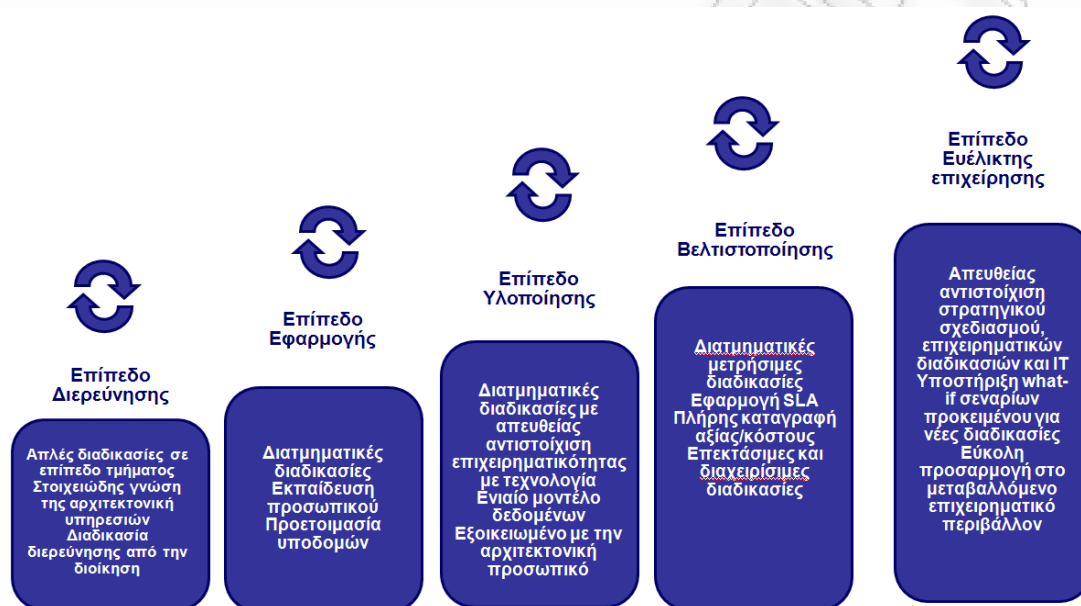 Επίπεδο
Διερεύνησης
Απλές διαδικασίες σε
επίπεδο τμήματος
Στοιχειώδης γνώση
της αρχιτεκτονική
υπηρεσιών
Διαδικασία
διερεύνησης από την
διοίκηση
Επίπεδο
Εφαρμογής
Διατμηματικές
διαδικασίες
Εκπαίδευση
προσωπικού
Προετοιμασία
υποδομών
Επίπεδο
Υλοποίησης
Διατμηματικές
διαδικασίες με
απευθείας
αντιστοίχιση
επιχειρηματικότητας
με τεχνολογία
Ενιαίο μοντέλο
δεδομένων
Εξοικειωμένο με την
αρχιτεκτονική
προσωπικό
Επίπεδο
Βελτιστοποίησης
Διατμηματικές
μετρήσιμες
διαδικασίες
Εφαρμογή SLA
Πλήρης καταγραφή
αξίας/κόστους
Επεκτάσιμες και
διαχειρίσιμες
διαδικασίες
Επίπεδο
Ευέλικτης
επιχείρησης
Απευθείας
αντιστοίχιση
στρατηγικού
σχεδιασμού,
επιχειρηματικών
διαδικασιών και IT
Υποστήριξη what-
if σεναρίων
προκειμένου για
νέες διαδικασίες
Εύκολη
προσαρμογή στο
μεταβαλλόμενο
επιχειρηματικό
περιβάλλον